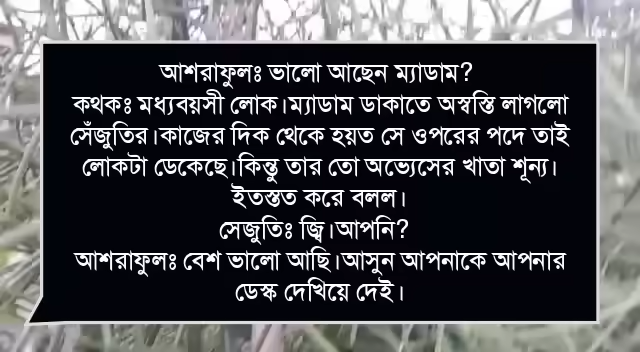 আশরাফুলঃ ভালো আছেন ম্যাডাম?
কথকঃ মধ্যবয়সী লোক।ম্যাডাম ডাকাতে অস্বস্তি লাগলো
সেঁজুতির।কাজের দিক থেকে হয়ত সে ওপরের পদে তাই
লোকটা ডেকেছে।কিন্তু তার তো অভ্যেসের খাতা শূন্য।
ইতস্তত করে বলল।
সেজুতিঃ জ্বি।আপনি?
আশরাফুলঃ বেশ ভালো আছি।আসুন আপনাকে আপনার
ডেস্ক দেখিয়ে দেই।